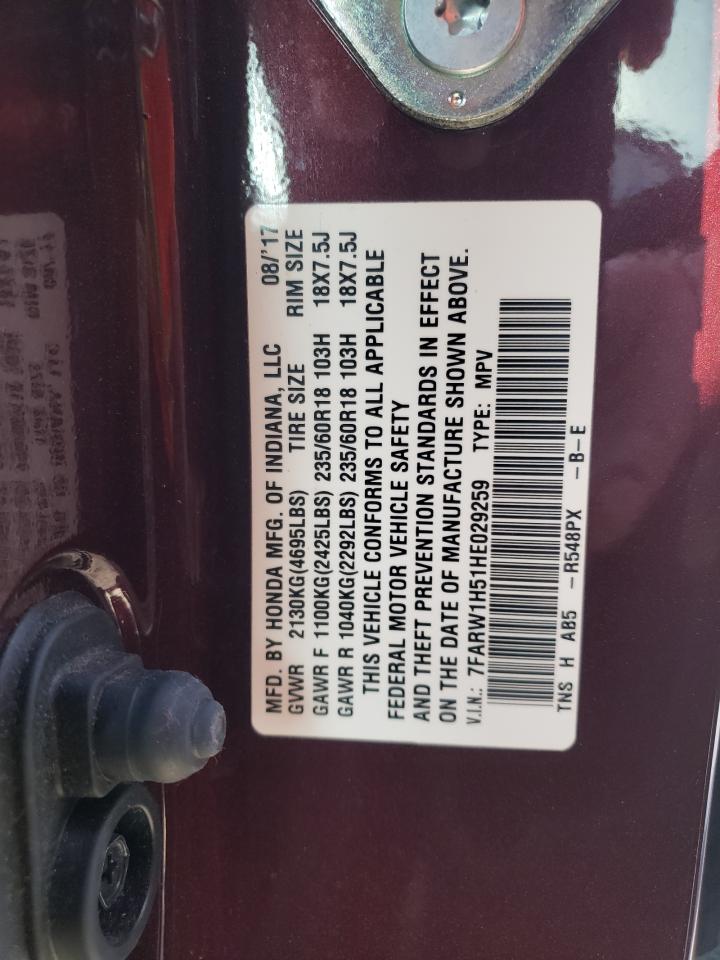 MFD. BY HONDA MFG. OF INDIANA, LLC 08/'17
GVWR 2130KG(4695LBS) TIRE SIZE RIM SIZE
GAWR F 1100KG(2425LBS) 235/60R18 103H 18X7.5J
GAWR R 1040KG(2292LBS) 235/60R18 103H 18X7.5J
THIS VEHICLE CONFORMS TO ALL APPLICABLE
FEDERAL MOTOR VEHICLE SAFETY
AND THEFT PREVENTION STANDARDS IN EFFECT
ON THE DATE OF MANUFACTURE SHOWN ABOVE.
V.I.N.: 7FARW1H51HE029259 TYPE: MPV
TNS H AB5 -R548PX -B-E